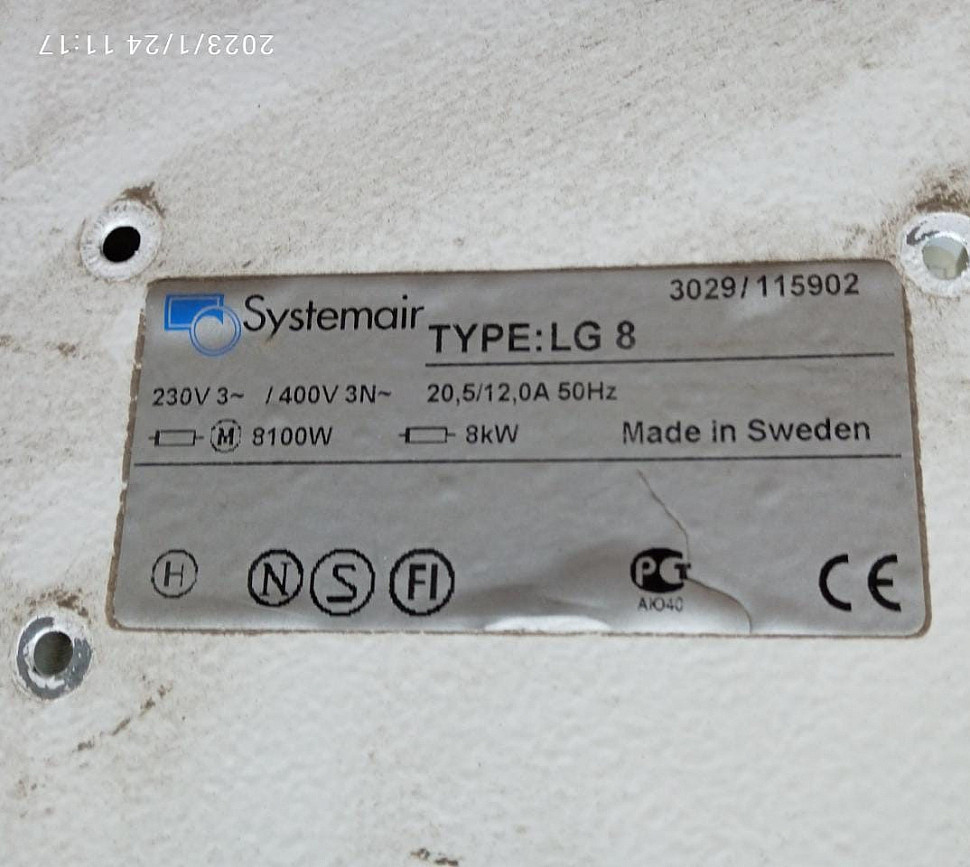 2023/1/24 11:17
3029/115902
Systemair
TYPE:LG 8
230V 3~ /400V 3N~ 20,5/12,0A 50Hz
M 8100W 8kW Made in Sweden
H N S FI PCT CE
АЮ40